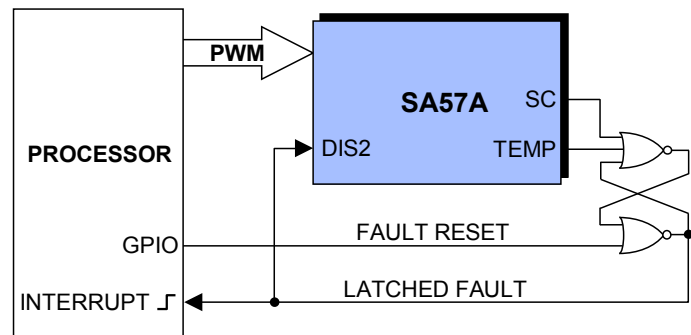 PWM
SA57A
SC
PROCESSOR
DIS2
TEMP
GPIO
FAULT RESET
INTERRUPT
LATCHED FAULT